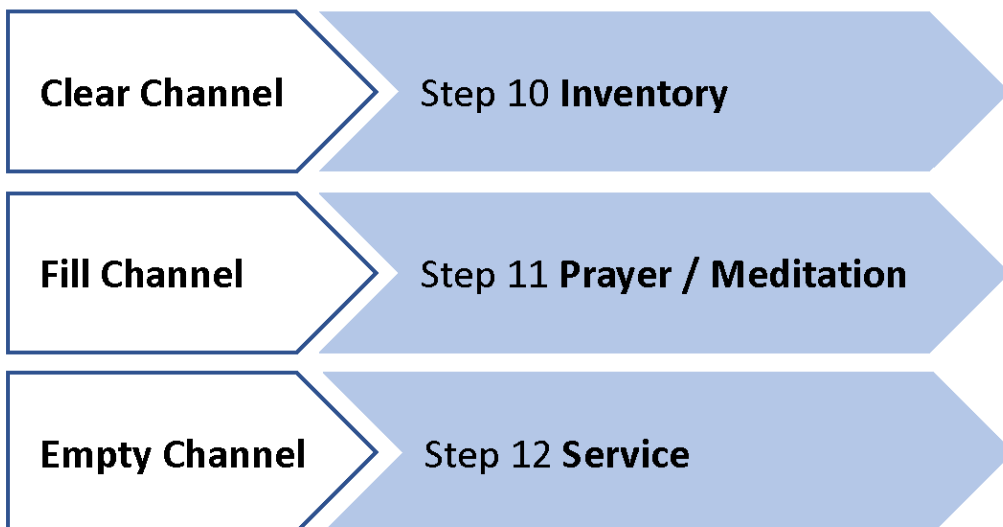 Clear Channel Step 10 Inventory
Fill Channel Step 11 Prayer / Meditation
Empty Channel Step 12 Service